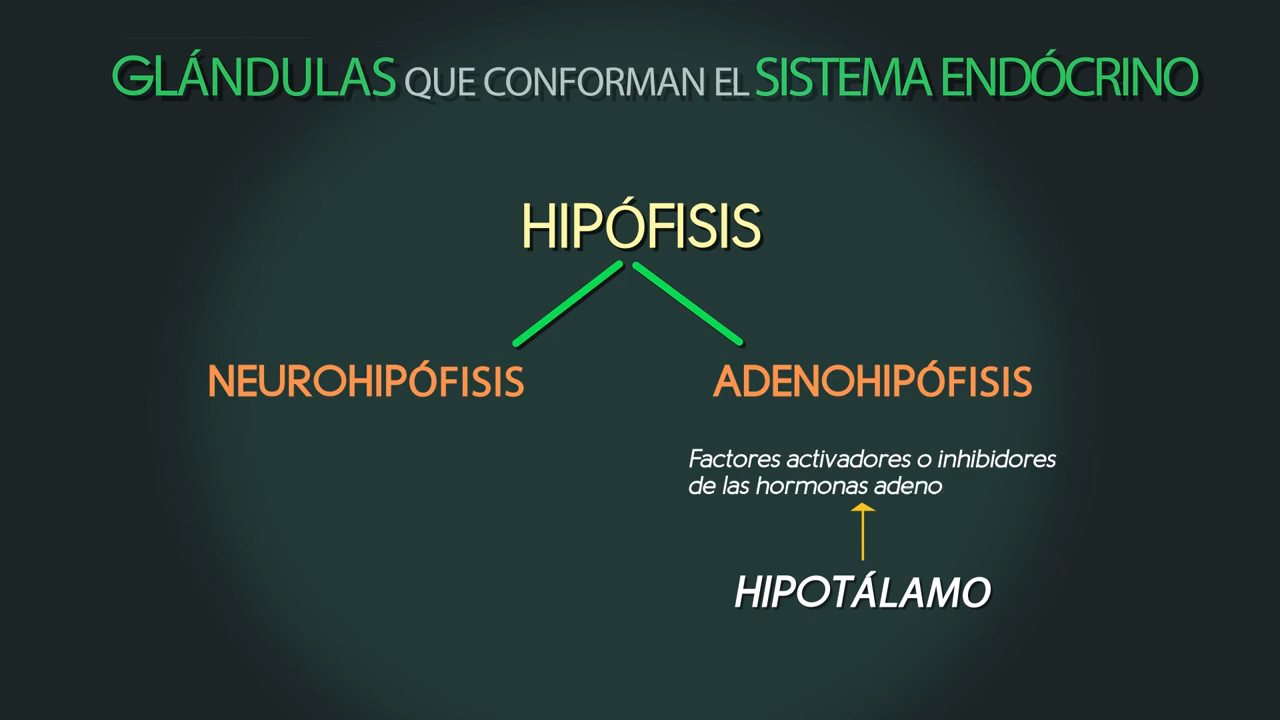 GLÁNDULAS QUE CONFORMAN EL SISTEMA ENDÓCRINO
HIPÓFISIS
NEUROHIPÓFISIS
ADENOHIPÓFISIS
Factores activadores o inhibidores
de las hormonas adeno
HIPOTÁLAMO